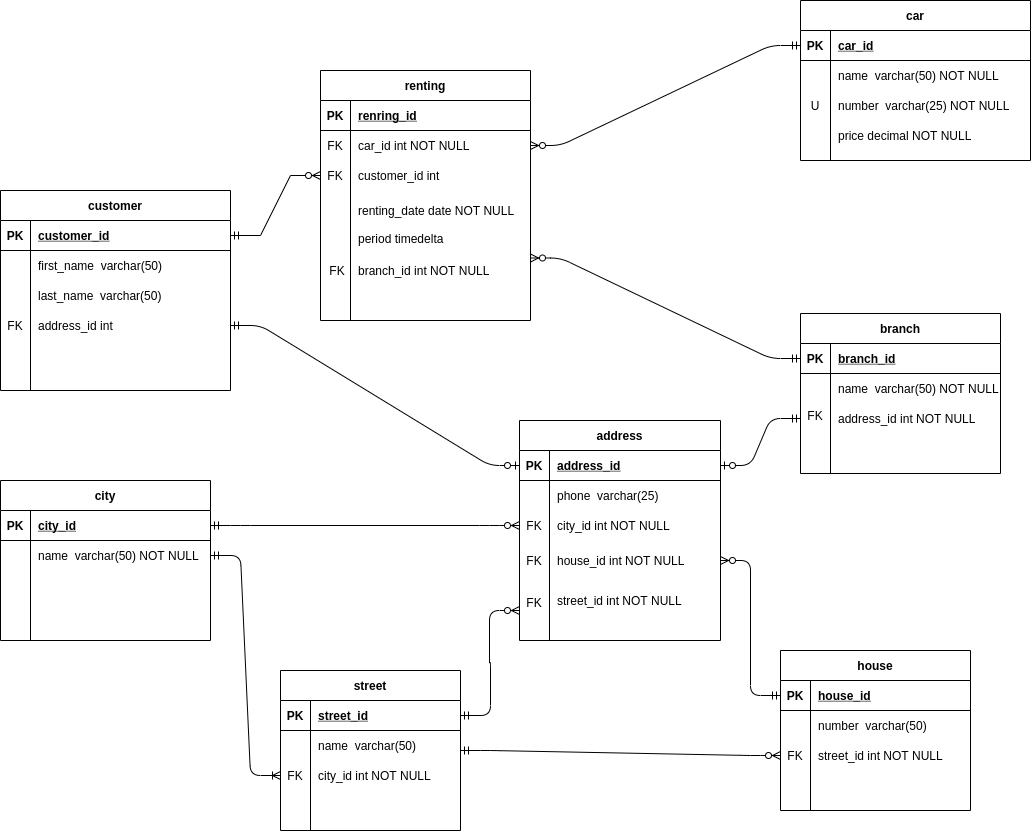 car
PK car_id
name varchar(50) NOT NULL
U number varchar(25) NOT NULL
price decimal NOT NULL
renting
PK renring_id
FK car_id int NOT NULL
FK customer_id int
renting_date date NOT NULL
period timedelta
FK branch_id int NOT NULL
customer
PK customer_id
first_name varchar(50)
last_name varchar(50)
FK address_id int
branch
PK branch_id
name varchar(50) NOT NULL
FK address_id int NOT NULL
address
PK address_id
phone varchar(25)
FK city_id int NOT NULL
FK house_id int NOT NULL
FK street_id int NOT NULL
city
PK city_id
name varchar(50) NOT NULL
street
PK street_id
name varchar(50)
FK city_id int NOT NULL
house
PK house_id
number varchar(50)
FK street_id int NOT NULL